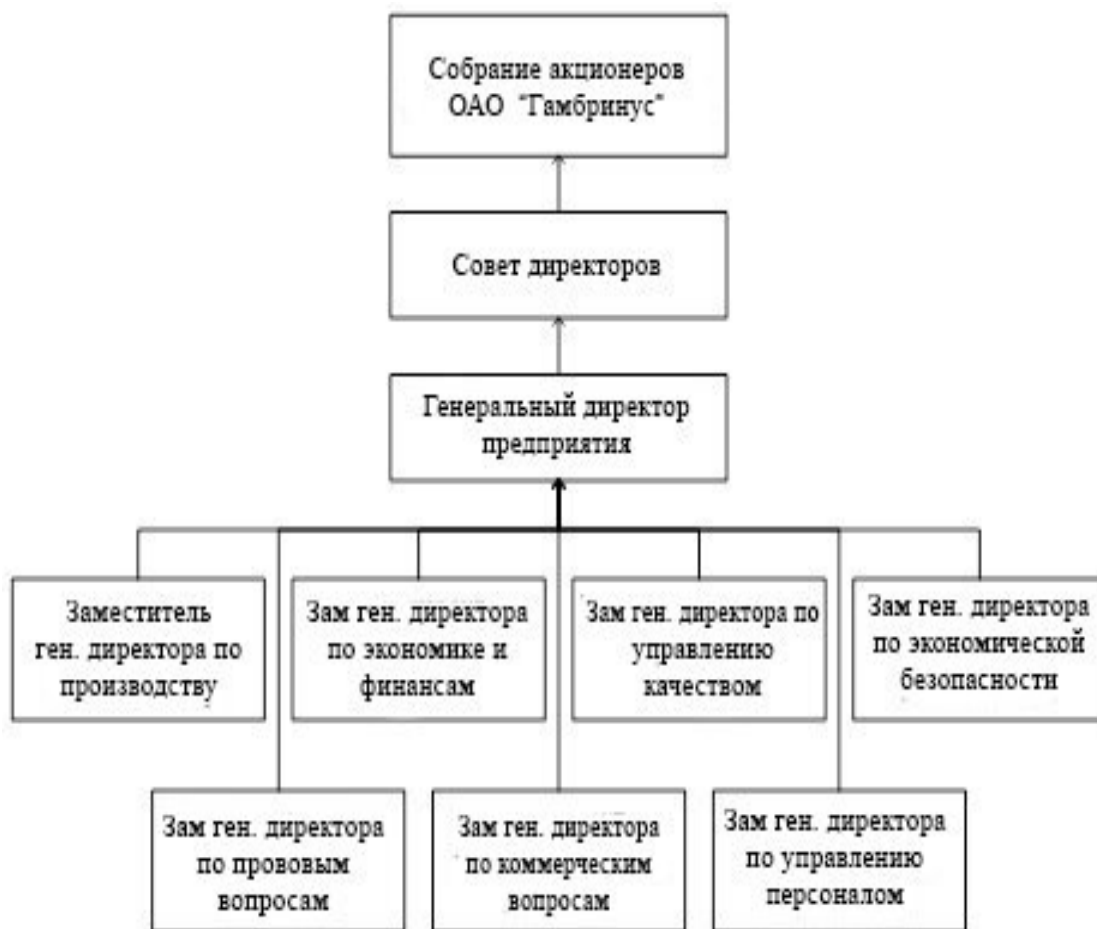 Собрание акционеров
ОАО "Гамбринус"
Совет директоров
Генеральный директор
предприятия
Заместитель
ген. директора по
производству
Зам ген. директора
по экономике и
финансам
Зам ген. директора по
управлению
качеством
Зам ген. директора
по экономической
безопасности
Зам ген. директора
по прововым
вопросам
Зам ген. директора
по коммерческим
вопросам
Зам ген. директора
по управлению
персоналом